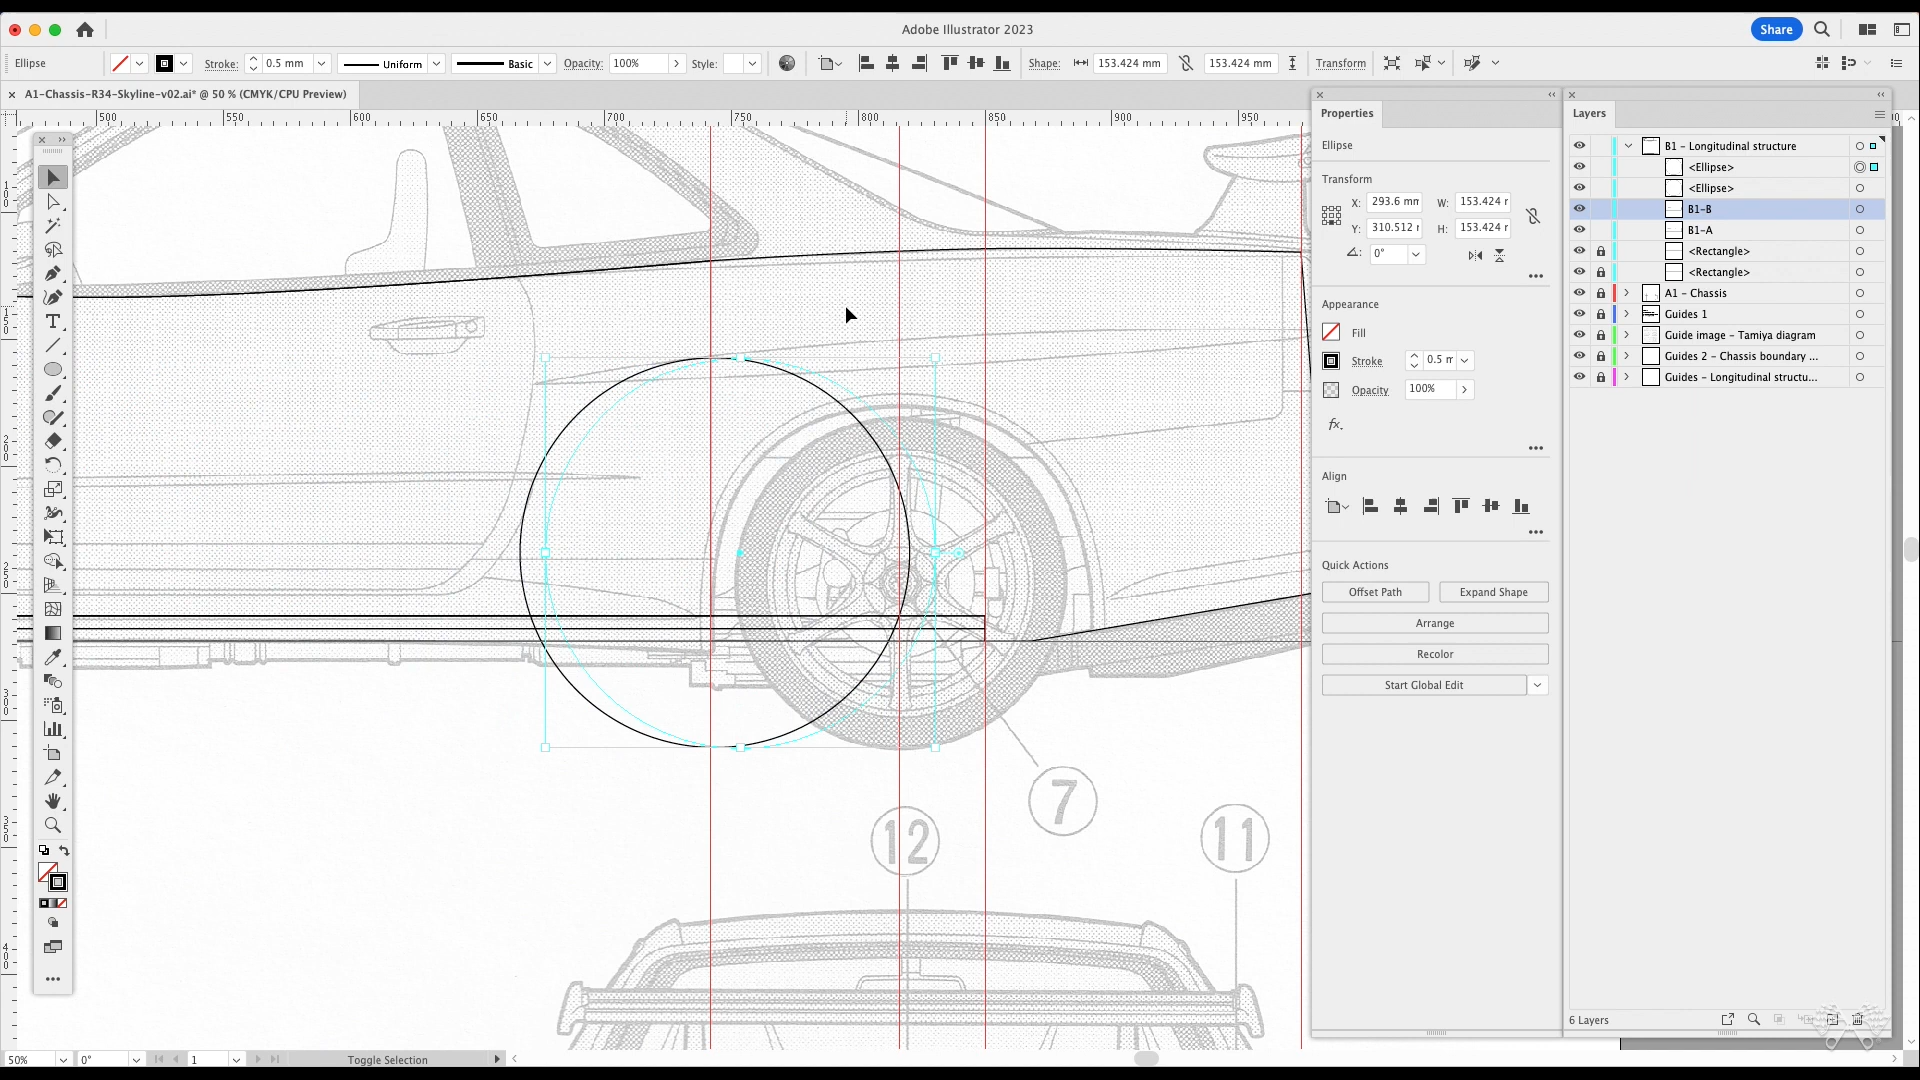 Adobe Illustrator 2023
Share
Ellipse
Stroke:
0.5 mm
Uniform
Basic
Opacity:
100%
Style:
Shape:
153.424 mm
153.424 mm
Transform
A1-Chassis-R34-Skyline-v02.ai* @ 50 % (CMYK/CPU Preview)
500
550
600
650
700
750
800
850
900
950
Properties
Ellipse
Transform
X:
293.6 mm
W:
153.424 r
Y:
310.512 r
H:
153.424 r
0°
Appearance
Fill
Stroke
0.5 m
Opacity
100%
fx.
Align
Quick Actions
Offset Path
Expand Shape
Arrange
Recolor
Start Global Edit
Layers
B1 - Longitudinal structure
<Ellipse>
<Ellipse>
B1-B
B1-A
<Rectangle>
<Rectangle>
A1 - Chassis
Guides 1
Guide image - Tamiya diagram
Guides 2 - Chassis boundary ...
Guides - Longitudinal structu...
6 Layers
7
12
11
50%
0°
1
Toggle Selection